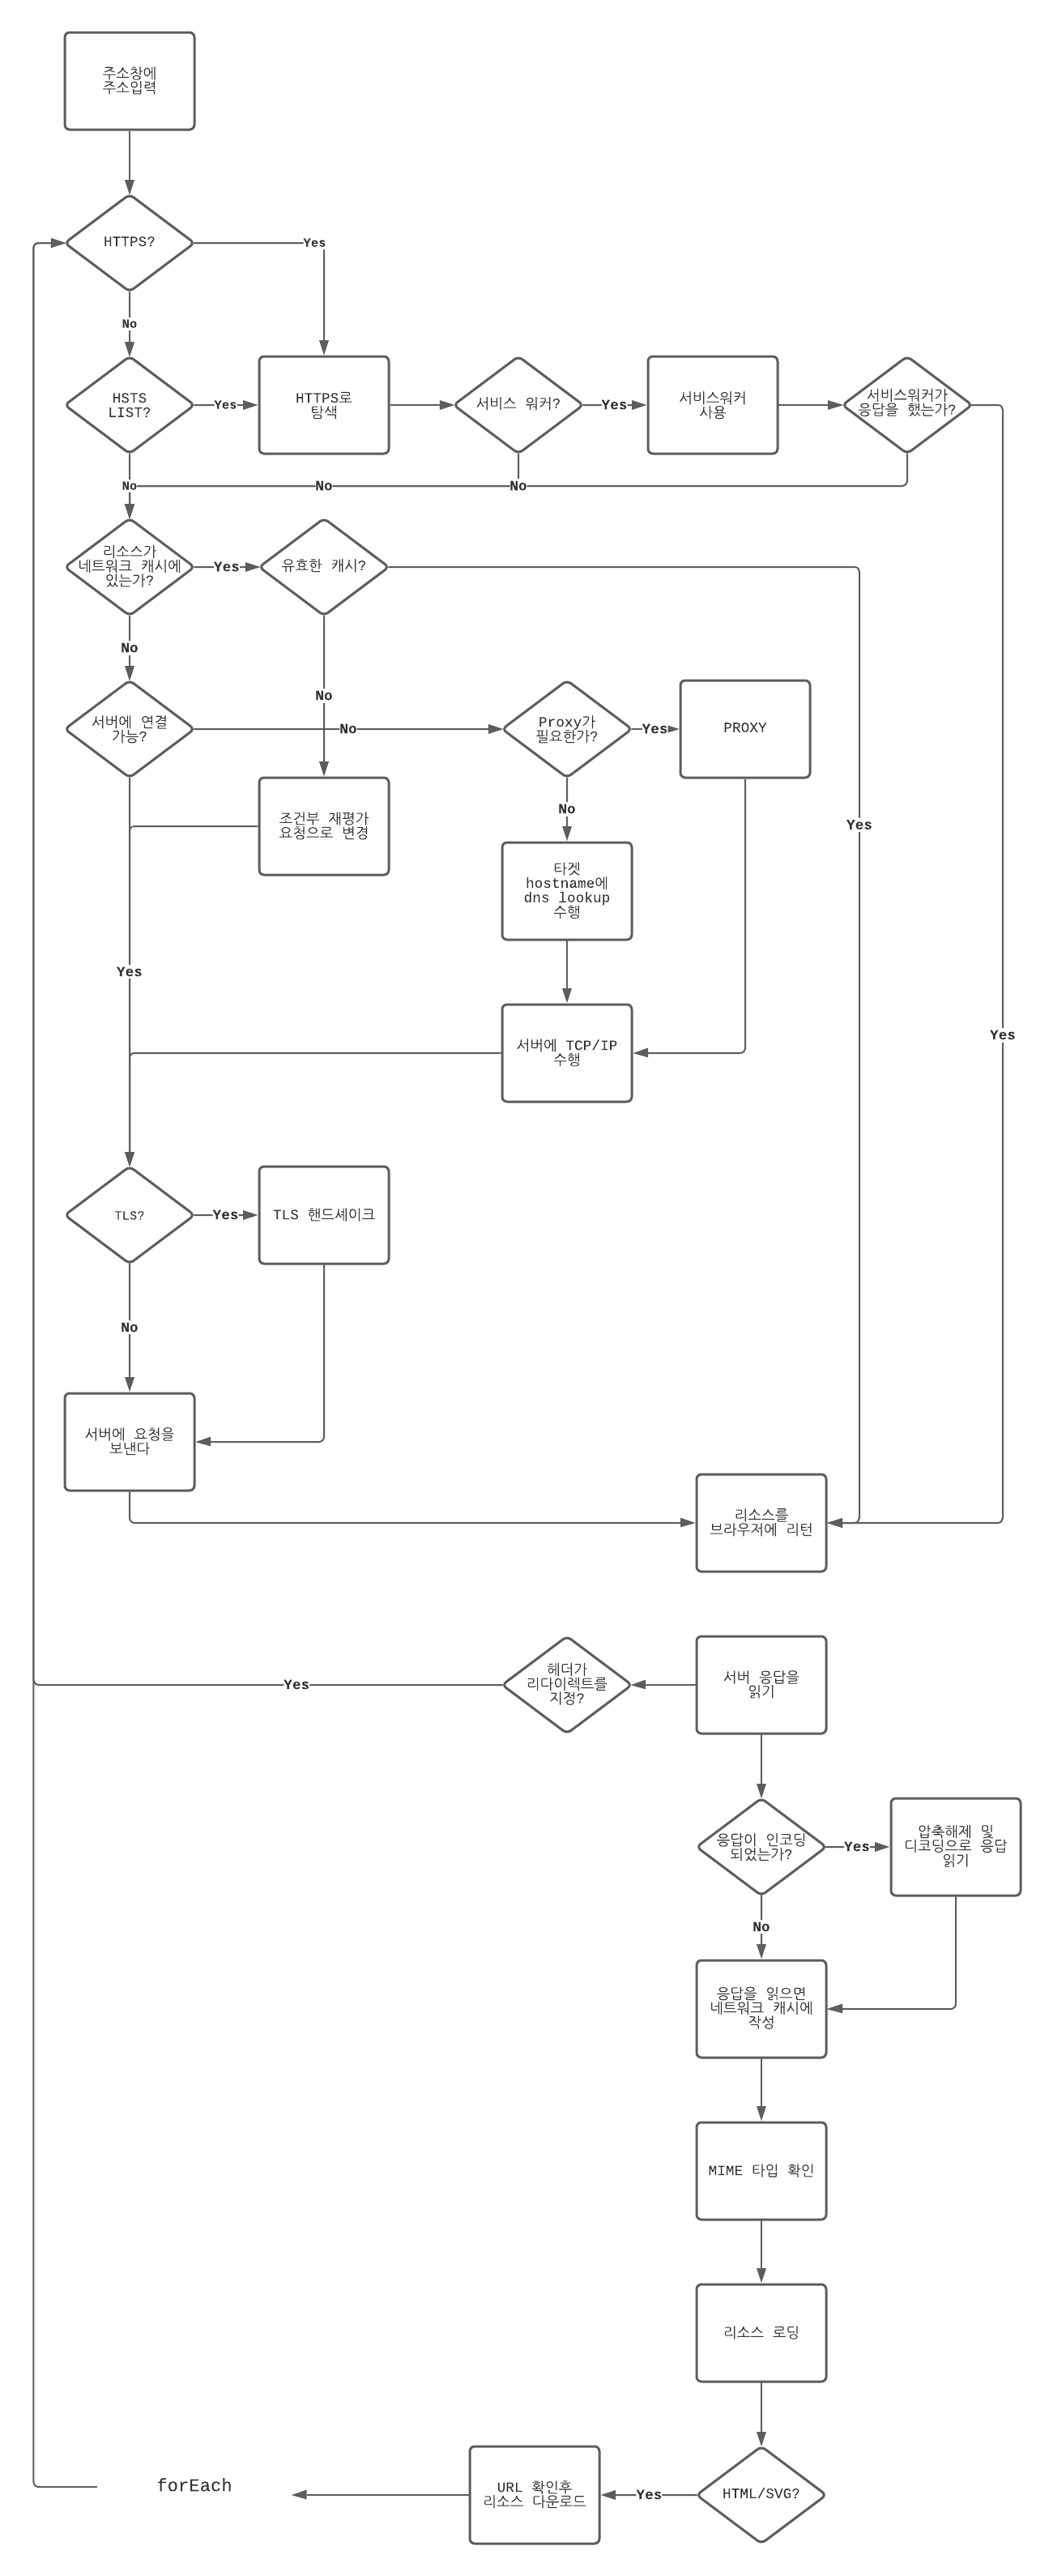 주소창에
주소입력
HTTPS?
Yes
No
HSTS
LIST?
Yes
HTTPS로
탐색
서비스 워커?
Yes
서비스워커
사용
서비스워커가
응답을 했는가?
No
No
No
리소스가
네트워크 캐시에
있는가?
Yes
유효한 캐시?
No
No
서버에 연결
가능?
No
Proxy가
필요한가?
Yes
PROXY
조건부 재평가
요청으로 변경
No
Yes
타겟
hostname에
dns lookup
수행
Yes
Yes
서버에 TCP/IP
수행
TLS?
Yes
TLS 핸드셰이크
No
서버에 요청을
보낸다
리소스를
브라우저에 리턴
Yes
헤더가
리다이렉트를
지정?
서버 응답을
읽기
응답이 인코딩
되었는가?
Yes
압축해제 및
디코딩으로 응답
읽기
No
응답을 읽으면
네트워크 캐시에
작성
MIME 타입 확인
리소스 로딩
forEach
URL 확인후
리소스 다운로드
Yes
HTML/SVG?